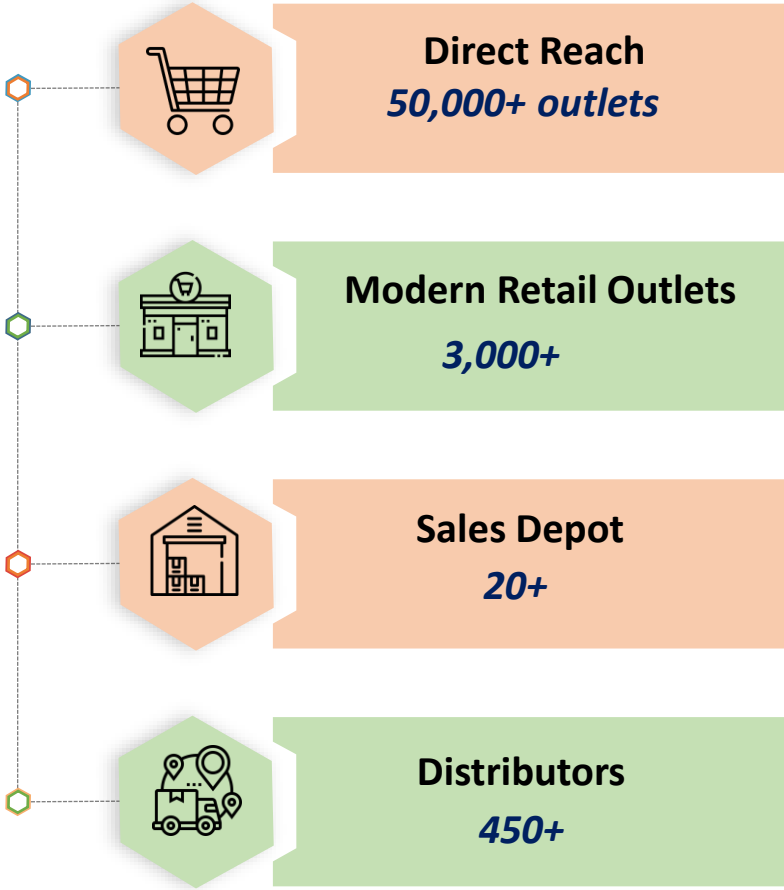 Direct Reach
50,000+ outlets
Modern Retail Outlets
3,000+
Sales Depot
20+
Distributors
450+